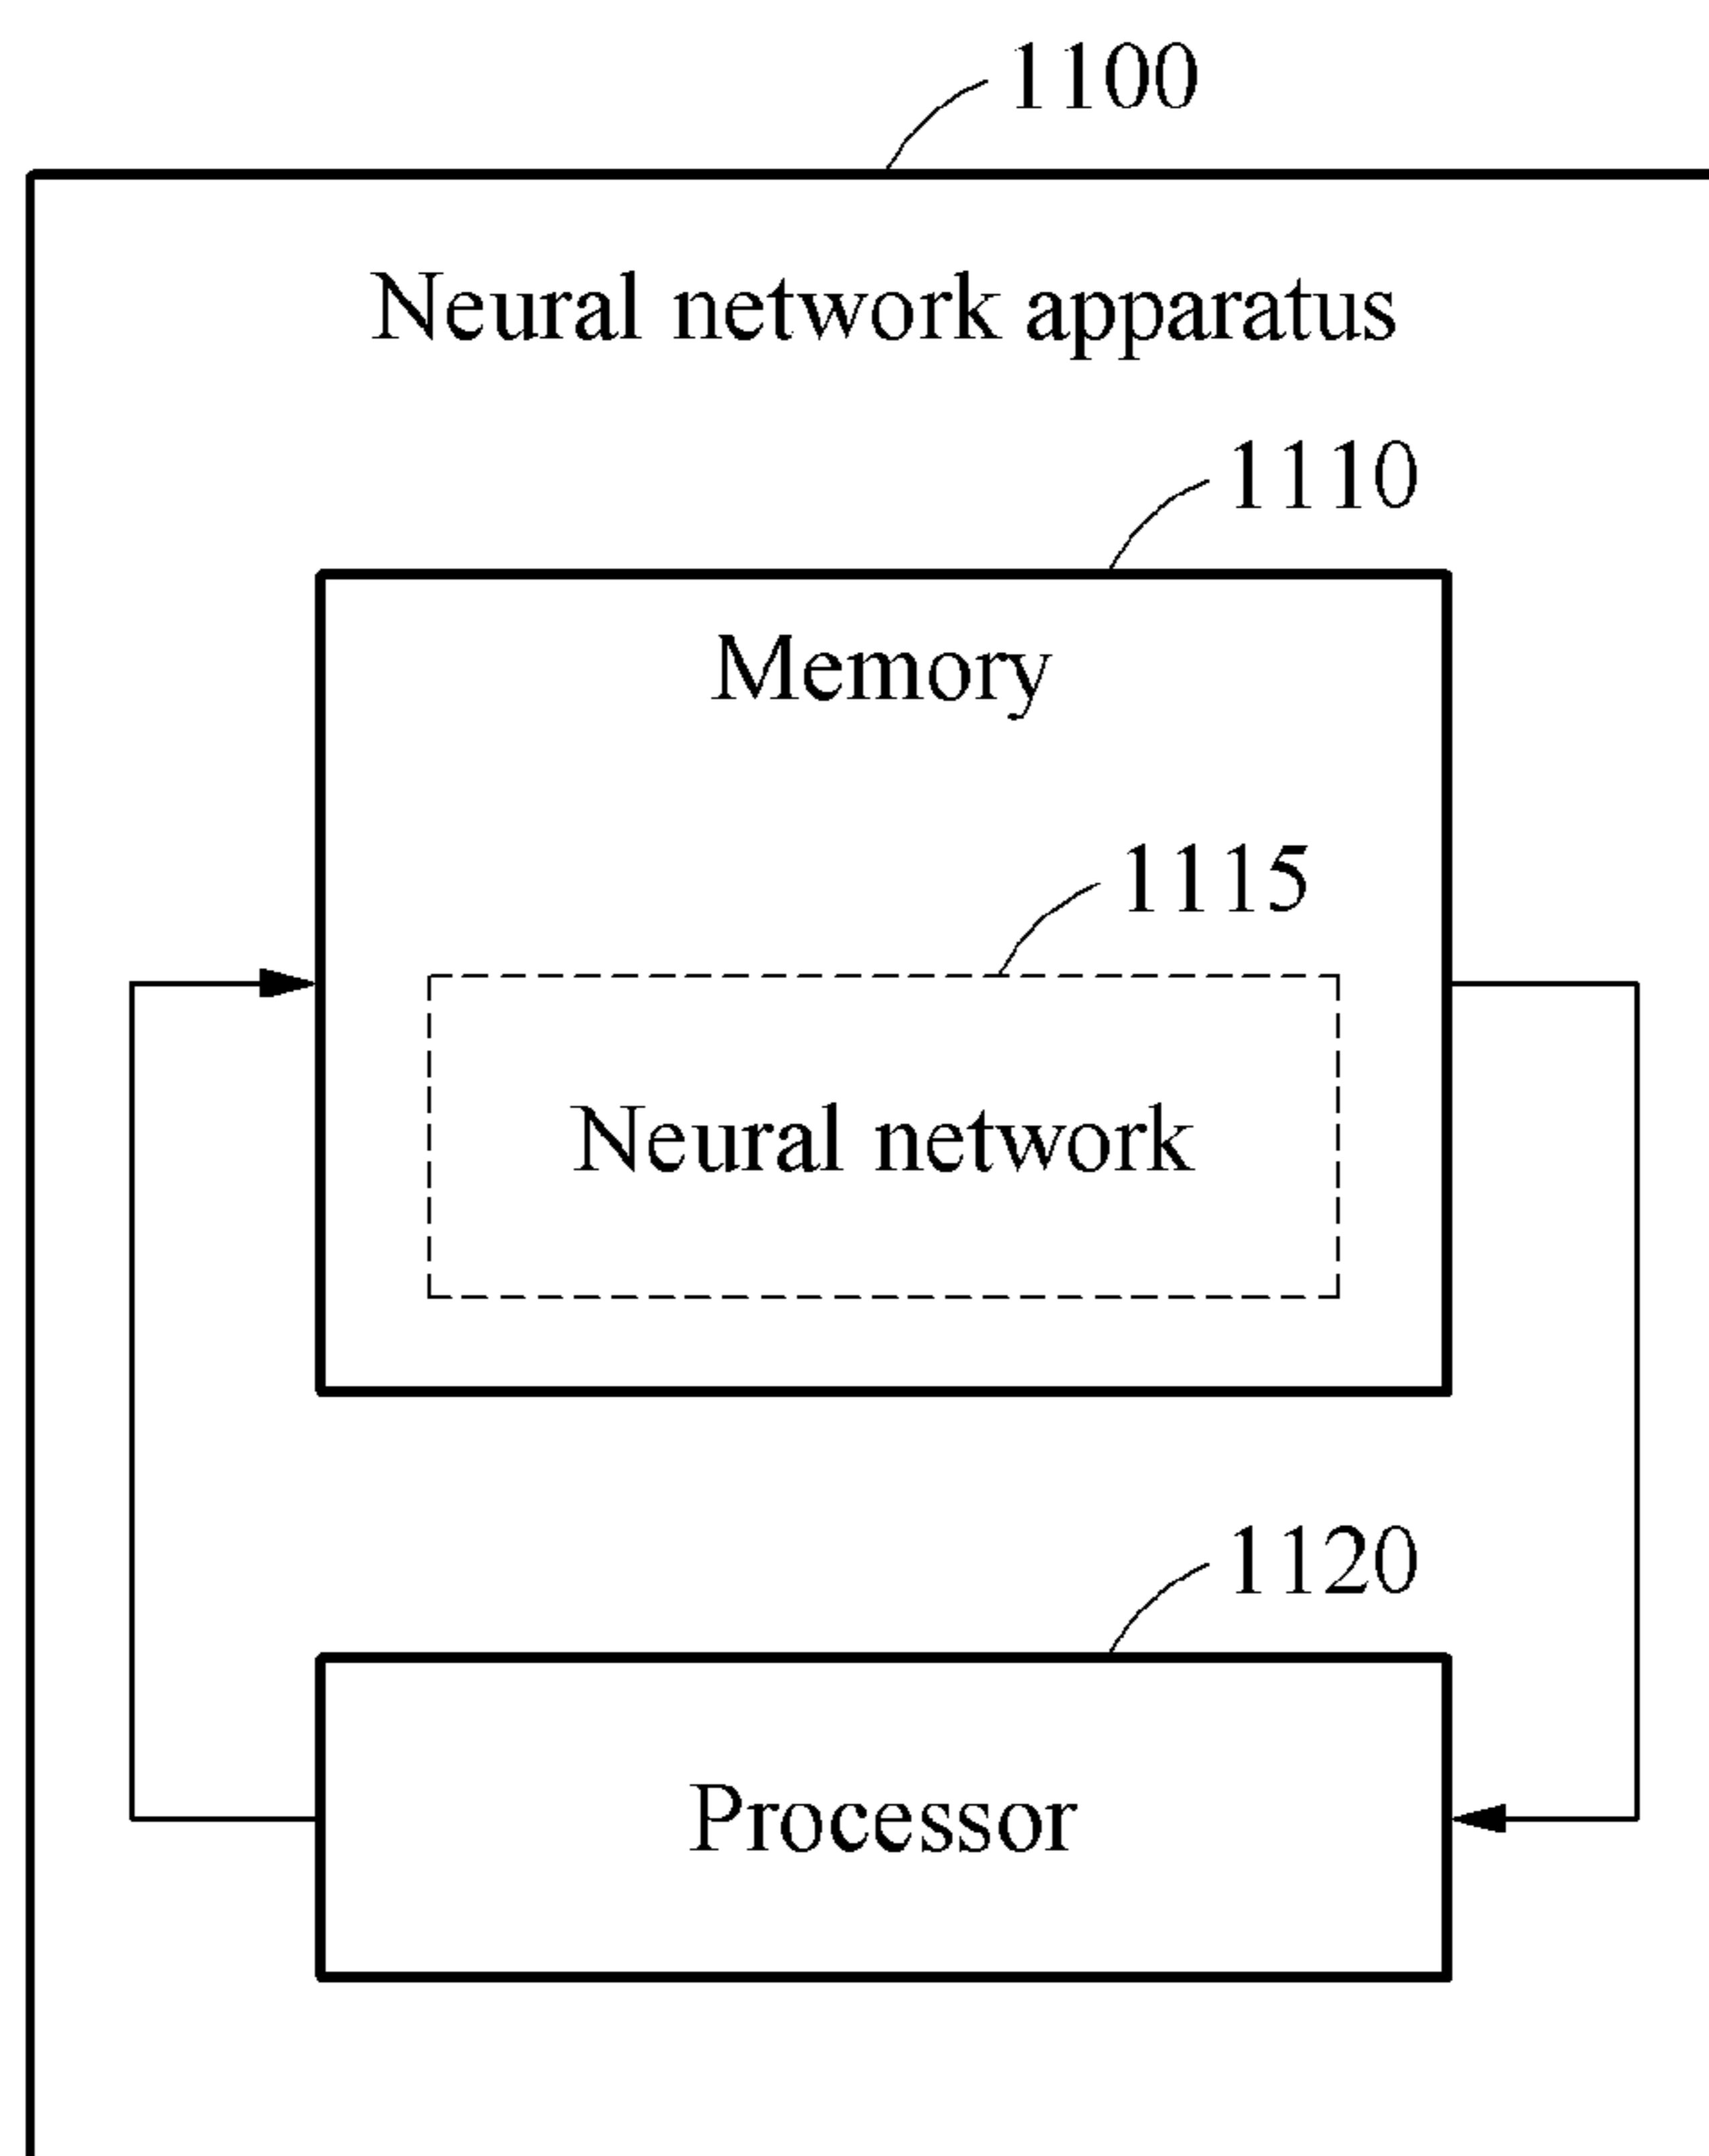 1100
Neural network apparatus
1110
Memory
1115
Neural network
1120
Processor